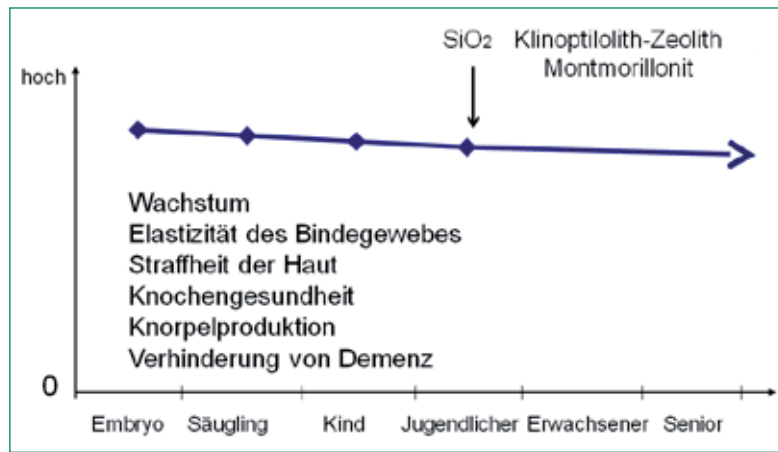 SiO₂ Klinoptilolith-Zeolith
Montmorillonit
hoch
Wachstum
Elastizität des Bindegewebes
Straffheit der Haut
Knochengesundheit
Knorpelproduktion
Verhinderung von Demenz
0
Embryo Säugling Kind Jugendlicher Erwachsener Senior